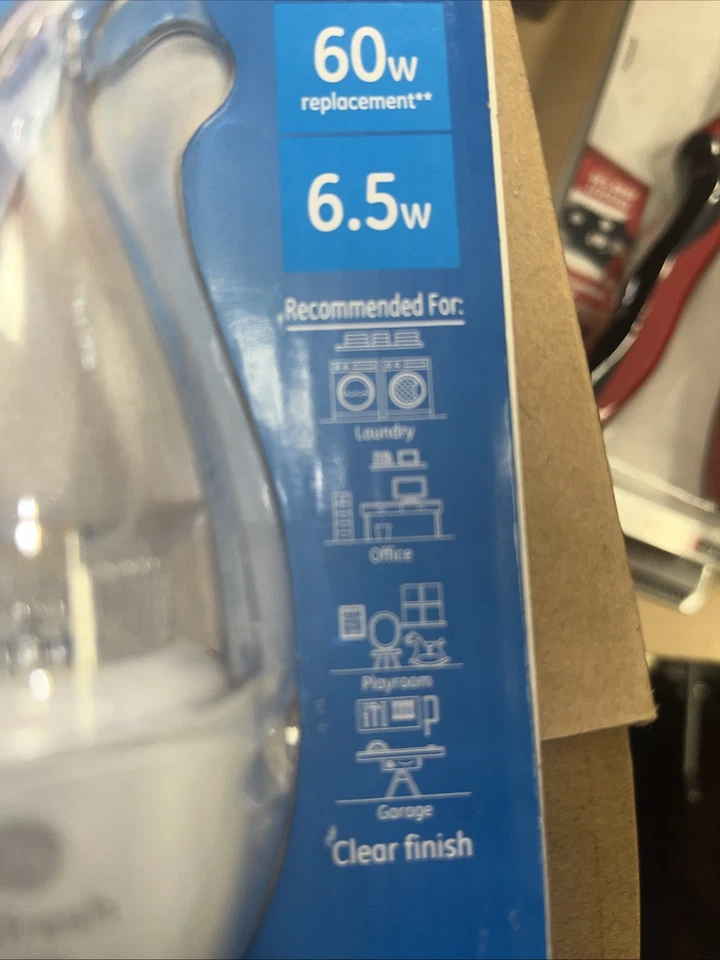 60w
replacement**
6.5w
Recommended For:
Laundry
Office
Playroom
Garage
Clear finish